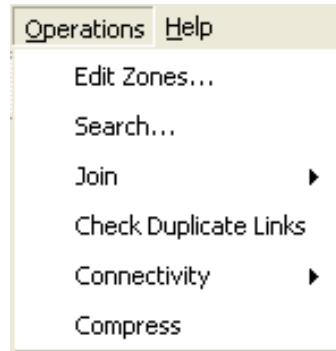 Operations Help
Edit Zones...
Search...
Join
Check Duplicate Links
Connectivity
Compress